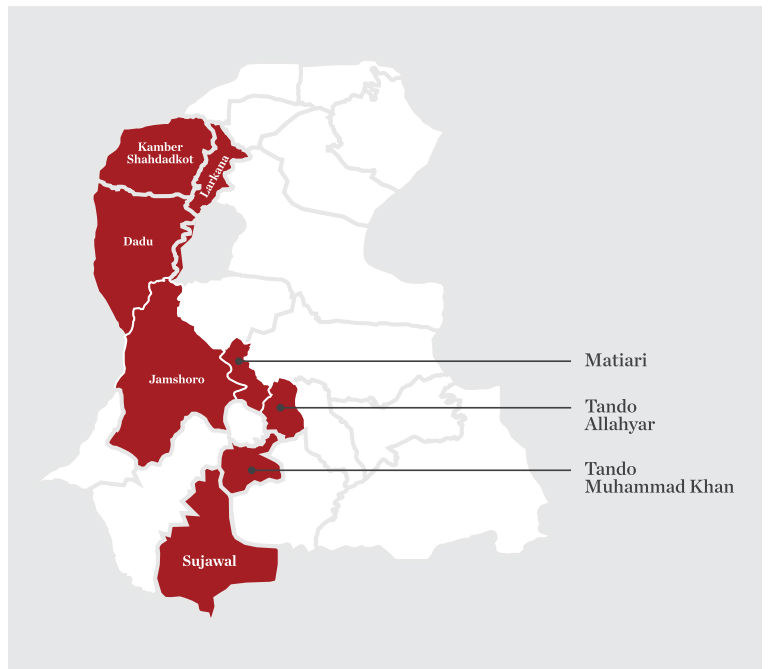 Kamber
Shahdadkot
Larkana
Dadu
Jamshoro
Matiari
Tando
Allahyar
Tando
Muhammad Khan
Sujawal